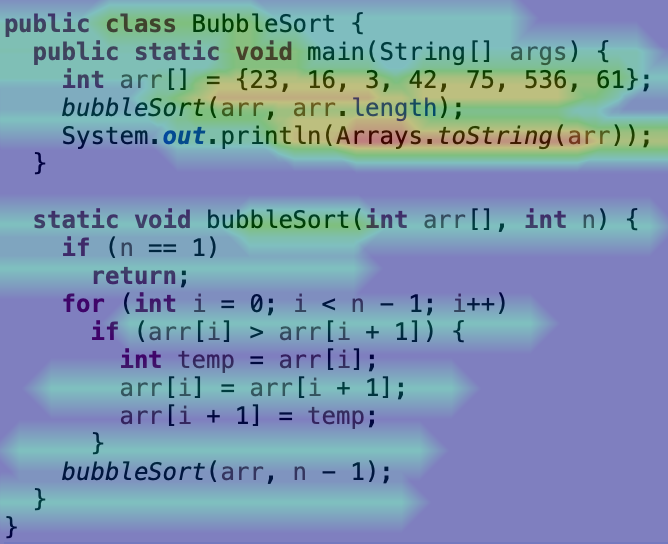 public class BubbleSort {
  public static void main(String[] args) {
    int arr[] = {23, 16, 3, 42, 75, 536, 61};
    bubbleSort(arr, arr.length);
    System.out.println(Arrays.toString(arr));
  }

  static void bubbleSort(int arr[], int n) {
    if (n == 1)
      return;
    for (int i = 0; i < n - 1; i++)
      if (arr[i] > arr[i + 1]) {
        int temp = arr[i];
        arr[i] = arr[i + 1];
        arr[i + 1] = temp;
      }
    bubbleSort(arr, n - 1);
  }
}